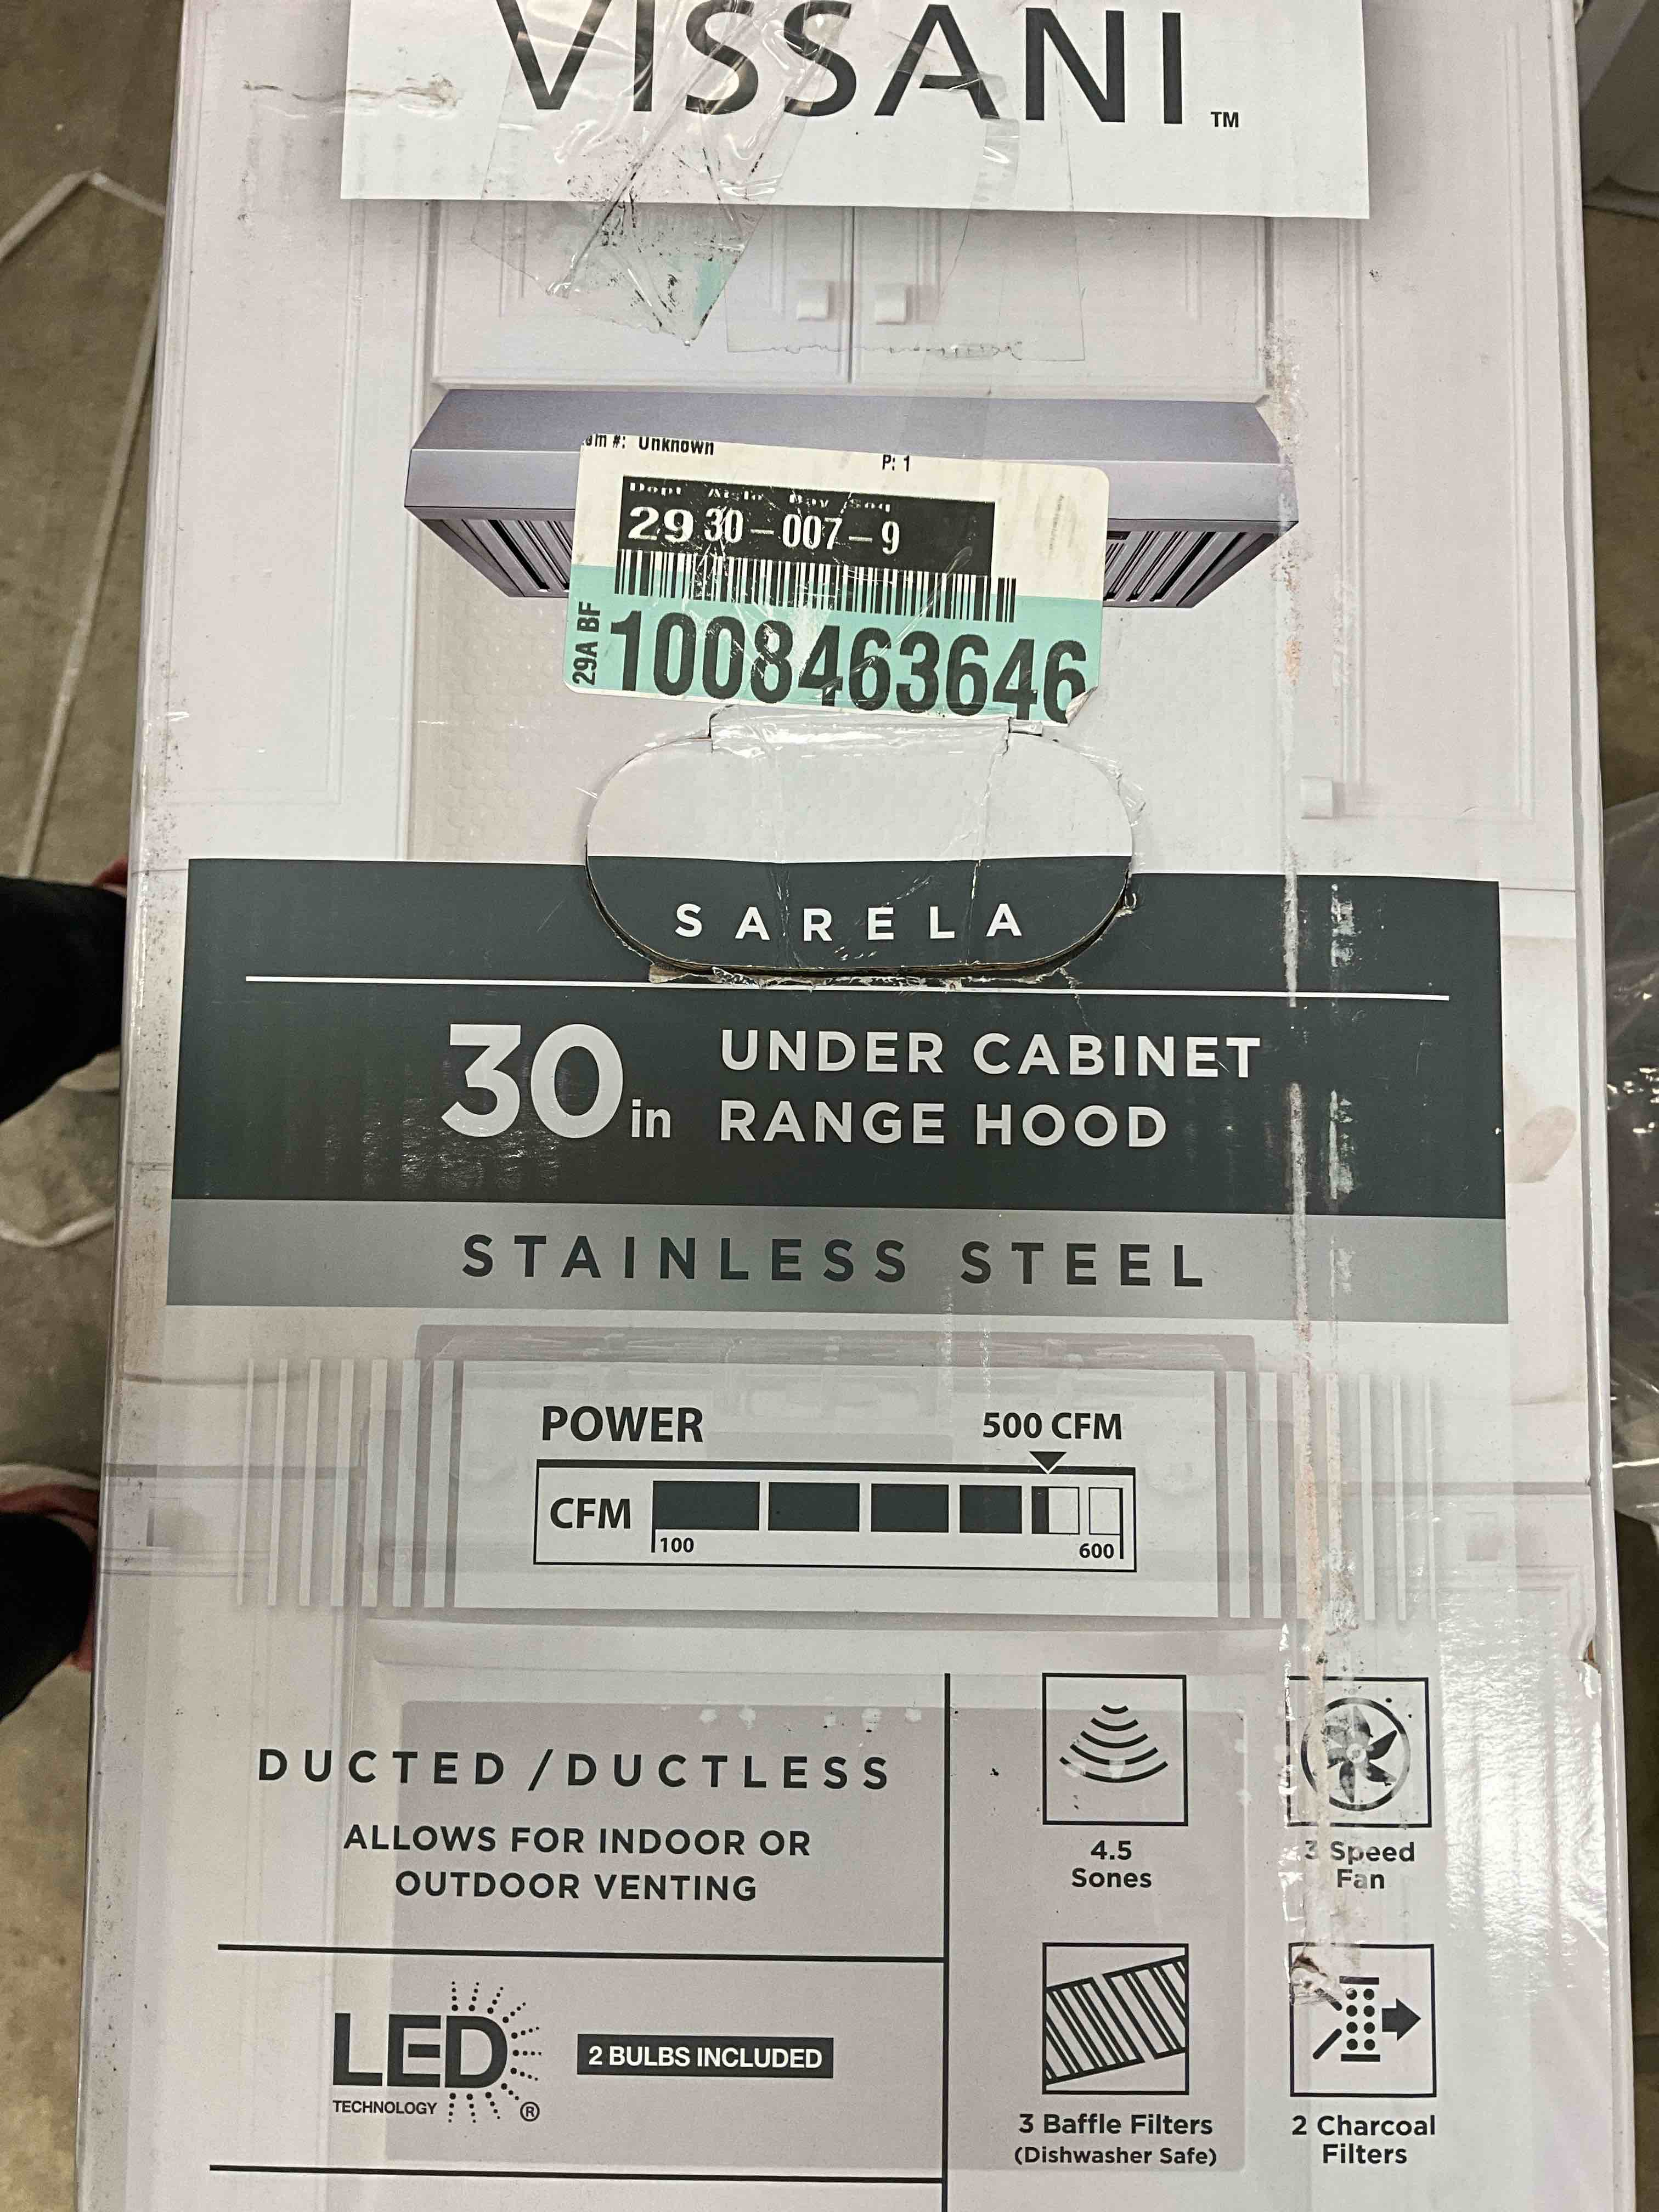 VISSANI™
em #: Unknown
P: 1
Dept Aisle Bay Seq
29 30-007-9
29A BF
1008463646
SARELA
30in UNDER CABINET
RANGE HOOD
STAINLESS STEEL
POWER 500 CFM
CFM
100 600
DUCTED / DUCTLESS
ALLOWS FOR INDOOR OR
OUTDOOR VENTING
4.5
Sones
3 Speed
Fan
LED
TECHNOLOGY ®
2 BULBS INCLUDED
3 Baffle Filters
(Dishwasher Safe)
2 Charcoal
Filters